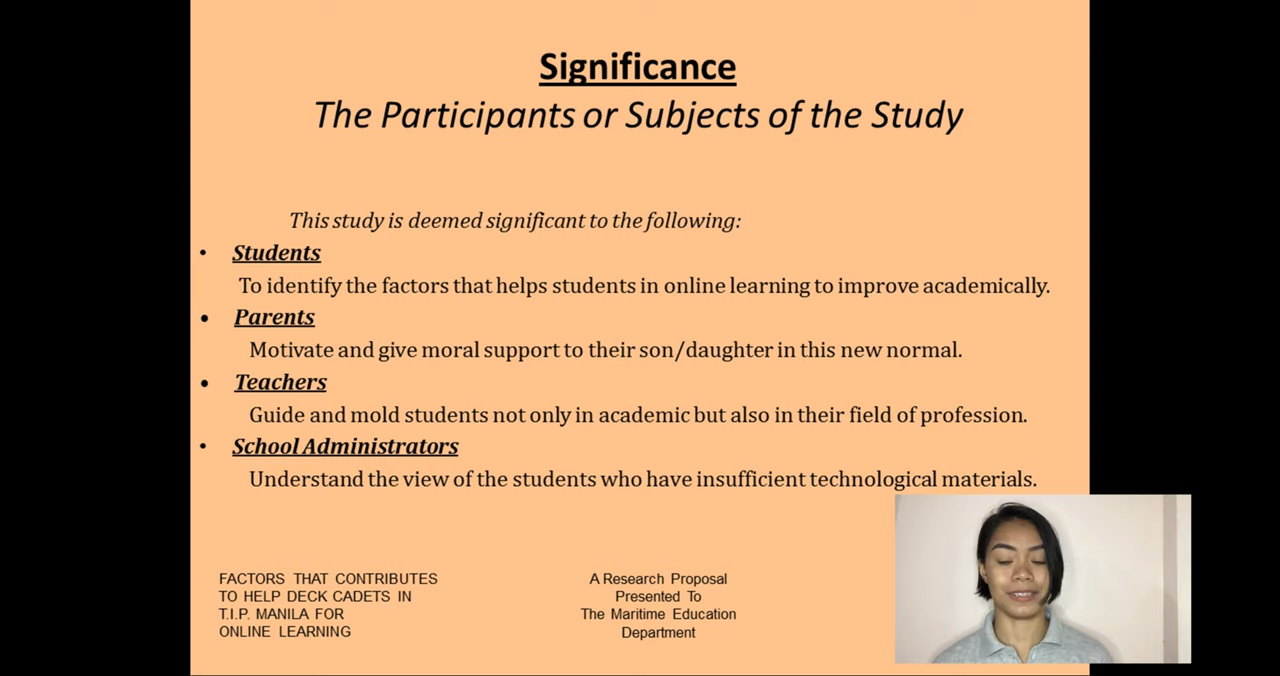 Significance
The Participants or Subjects of the Study
This study is deemed significant to the following:
• Students
To identify the factors that helps students in online learning to improve academically.
• Parents
Motivate and give moral support to their son/daughter in this new normal.
• Teachers
Guide and mold students not only in academic but also in their field of profession.
• School Administrators
Understand the view of the students who have insufficient technological materials.
FACTORS THAT CONTRIBUTES
TO HELP DECK CADETS IN
T.I.P. MANILA FOR
ONLINE LEARNING
A Research Proposal
Presented To
The Maritime Education
Department